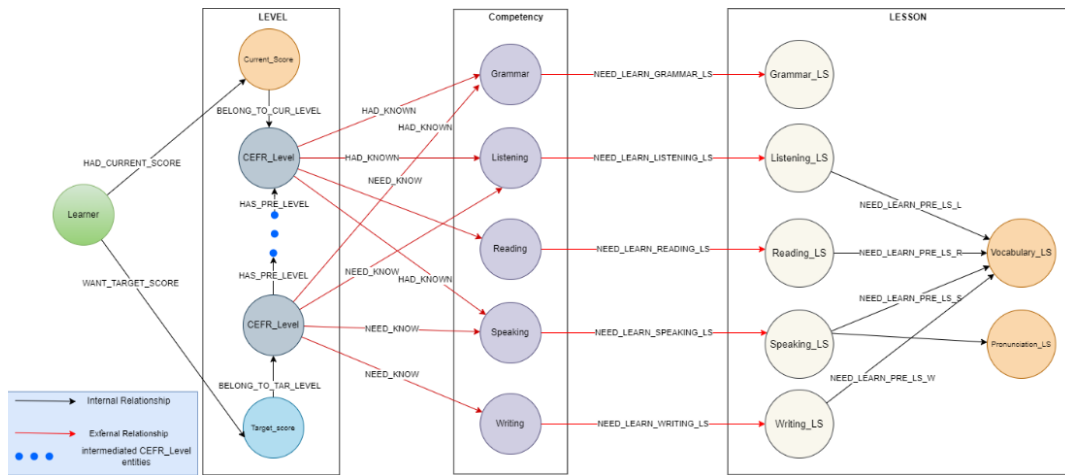 LEVEL
Competency
LESSON
Current_Score
Grammar
NEED_LEARN_GRAMMAR_LS
Grammar_LS
BELONG_TO_CUR_LEVEL
HAD_KNOWN
HAD_KNOWN
HAD_CURRENT_SCORE
CEFR_Level
HAD_KNOWN
Listening
NEED_LEARN_LISTENING_LS
Listening_LS
NEED_KNOW
HAS_PRE_LEVEL
NEED_LEARN_PRE_LS_L
Learner
Reading
NEED_LEARN_READING_LS
Reading_LS
NEED_LEARN_PRE_LS_R
Vocabulary_LS
HAS_PRE_LEVEL
NEED_KNOW
HAD_KNOWN
WANT_TARGET_SCORE
NEED_LEARN_PRE_LS_S
CEFR_Level
NEED_KNOW
Speaking
NEED_LEARN_SPEAKING_LS
Speaking_LS
Pronunciation_LS
NEED_KNOW
NEED_LEARN_PRE_LS_W
BELONG_TO_TAR_LEVEL
Internal Relationship
Target_score
Writing
NEED_LEARN_WRITING_LS
Writing_LS
External Relationship
intermediated CEFR_Level
entities